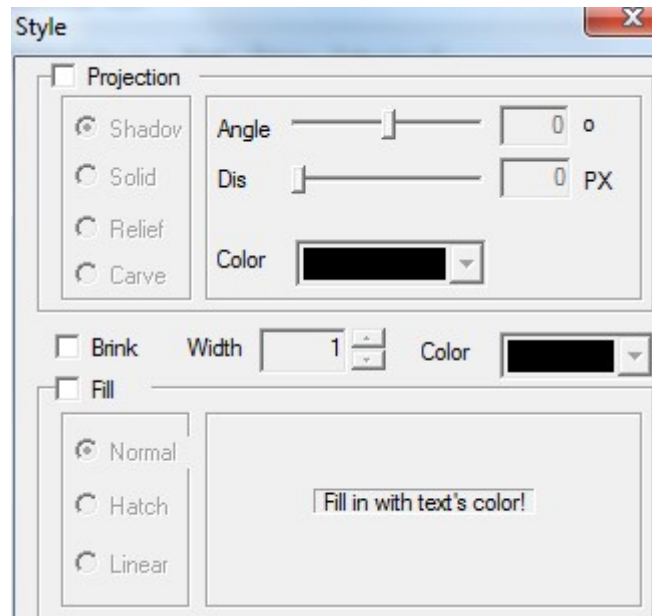 Style
Projection
Shadov
Angle 0 o
Solid
Dis 0 PX
Relief
Color
Carve
Brink Width 1 Color
Fill
Normal
Hatch
Fill in with text's color!
Linear